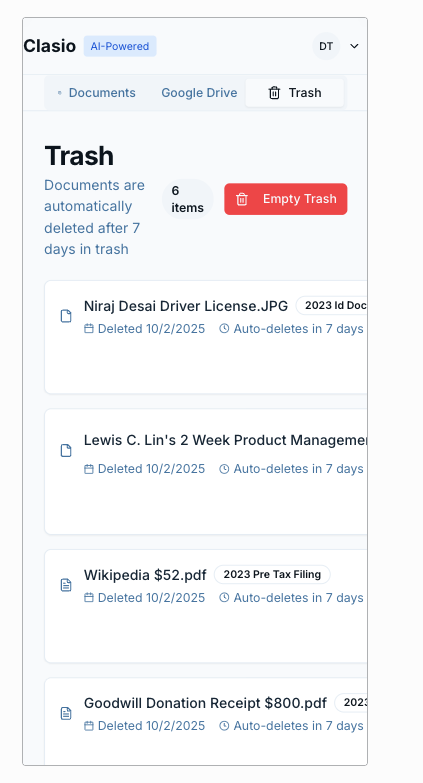 Clasio AI-Powered DT
Documents Google Drive Trash
Trash
Documents are
automatically
deleted after 7
days in trash
6
items
Empty Trash
Niraj Desai Driver License.JPG 2023 Id Doc
Deleted 10/2/2025 Auto-deletes in 7 days
Lewis C. Lin's 2 Week Product Managemen
Deleted 10/2/2025 Auto-deletes in 7 days
Wikipedia $52.pdf 2023 Pre Tax Filing
Deleted 10/2/2025 Auto-deletes in 7 days
Goodwill Donation Receipt $800.pdf 2023
Deleted 10/2/2025 Auto-deletes in 7 days